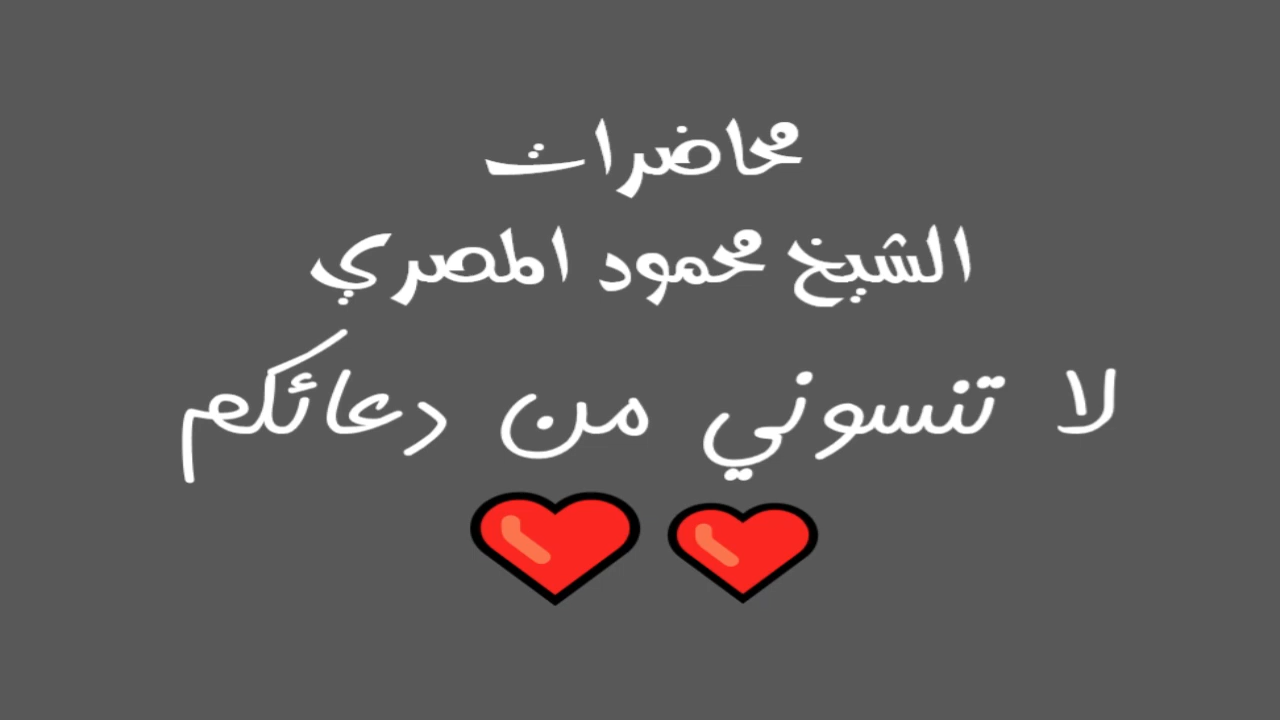 محاضرات
الشيخ محمود المصري
لا تنسوني من دعائكم